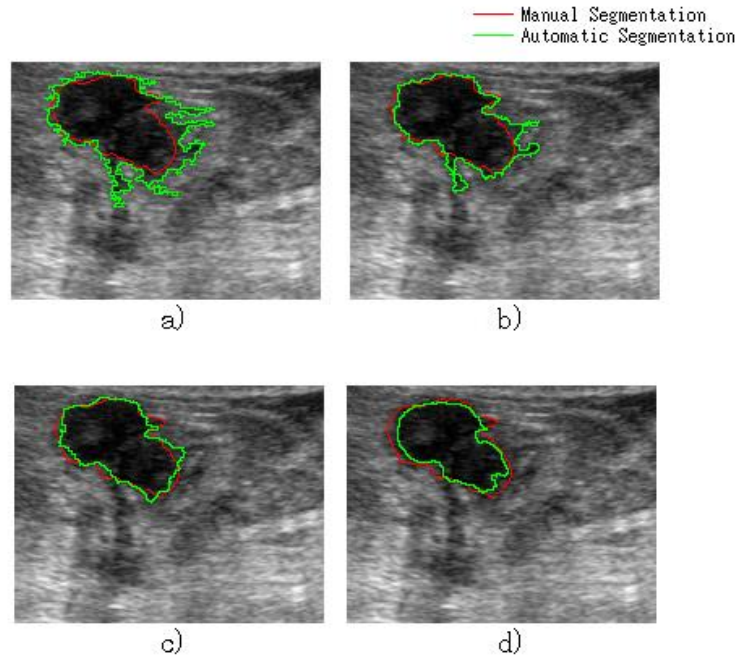 Manual Segmentation
Automatic Segmentation
a)
b)
c)
d)